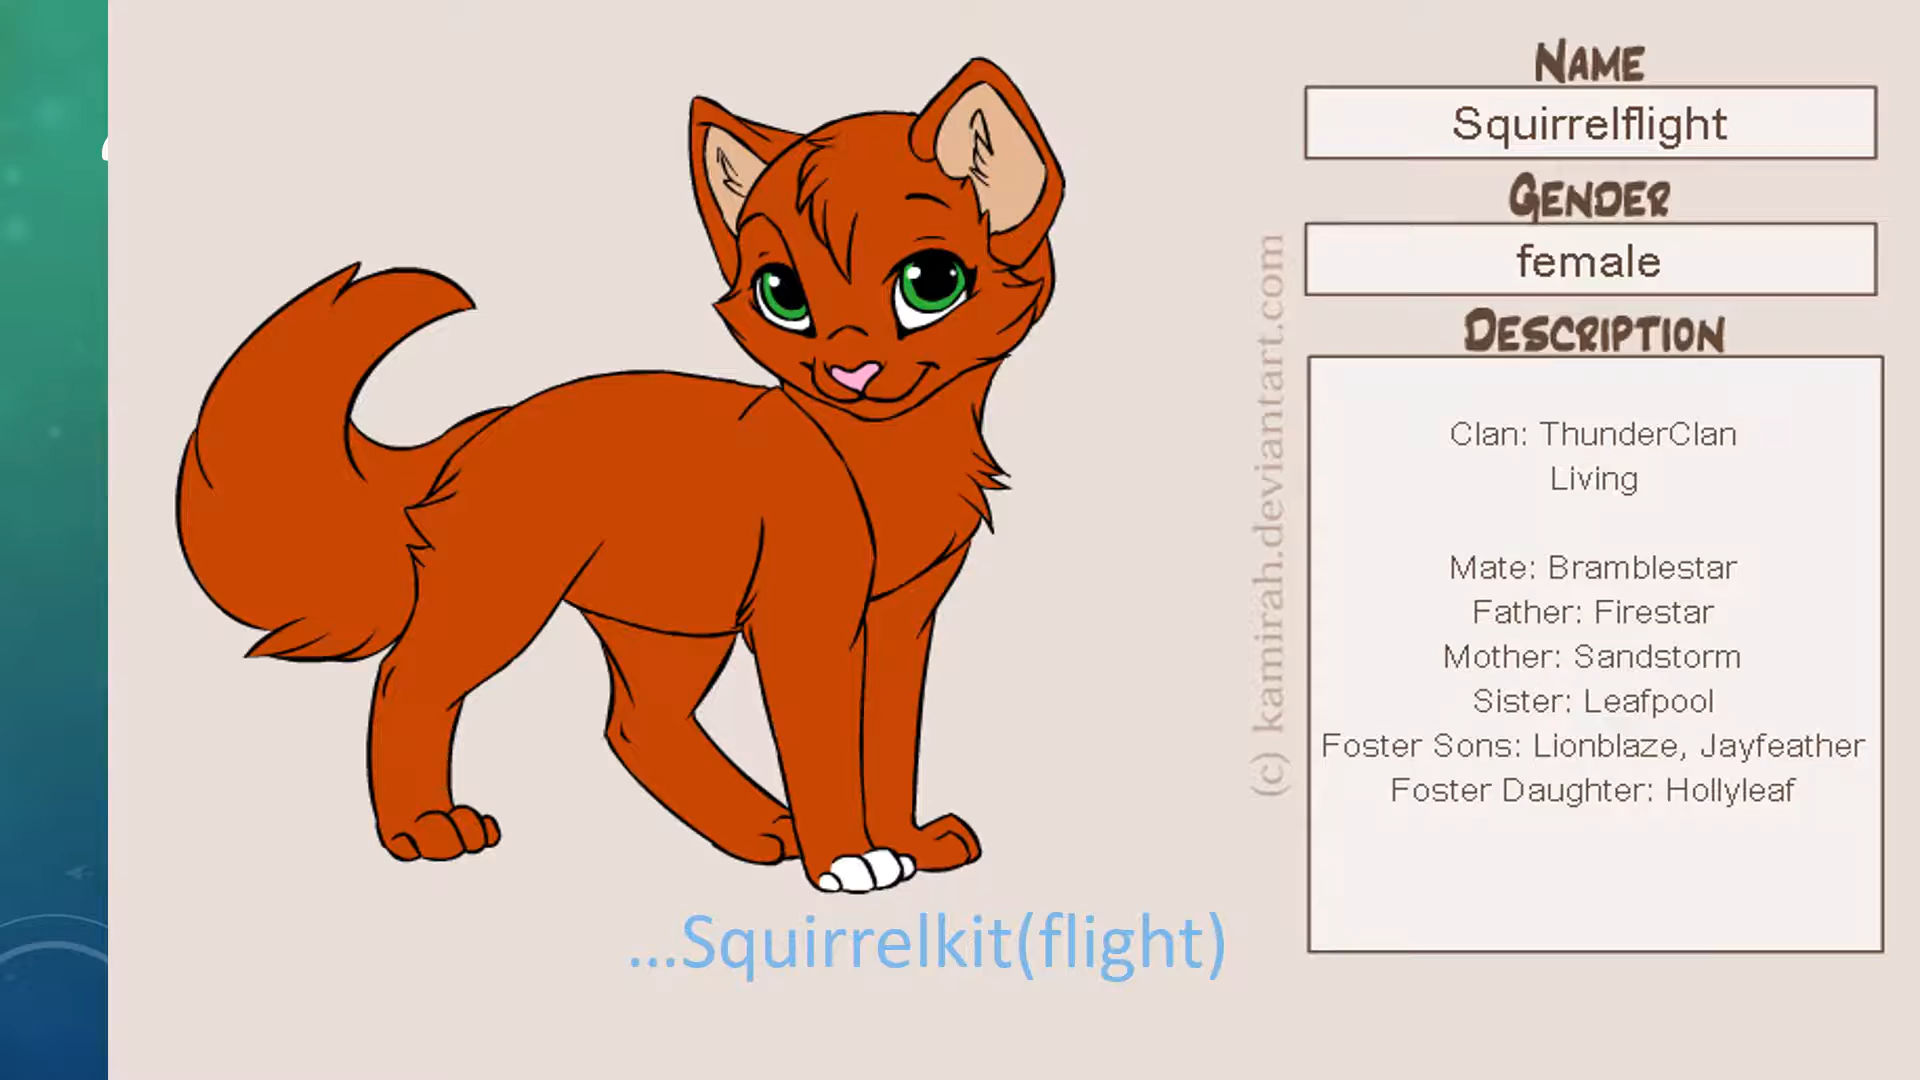 Name
Squirrelflight
Gender
female
Description
Clan: ThunderClan
Living
Mate: Bramblestar
Father: Firestar
Mother: Sandstorm
Sister: Leafpool
Foster Sons: Lionblaze, Jayfeather
Foster Daughter: Hollyleaf
(c) kamirah.deviantart.com
...Squirrelkit(flight)